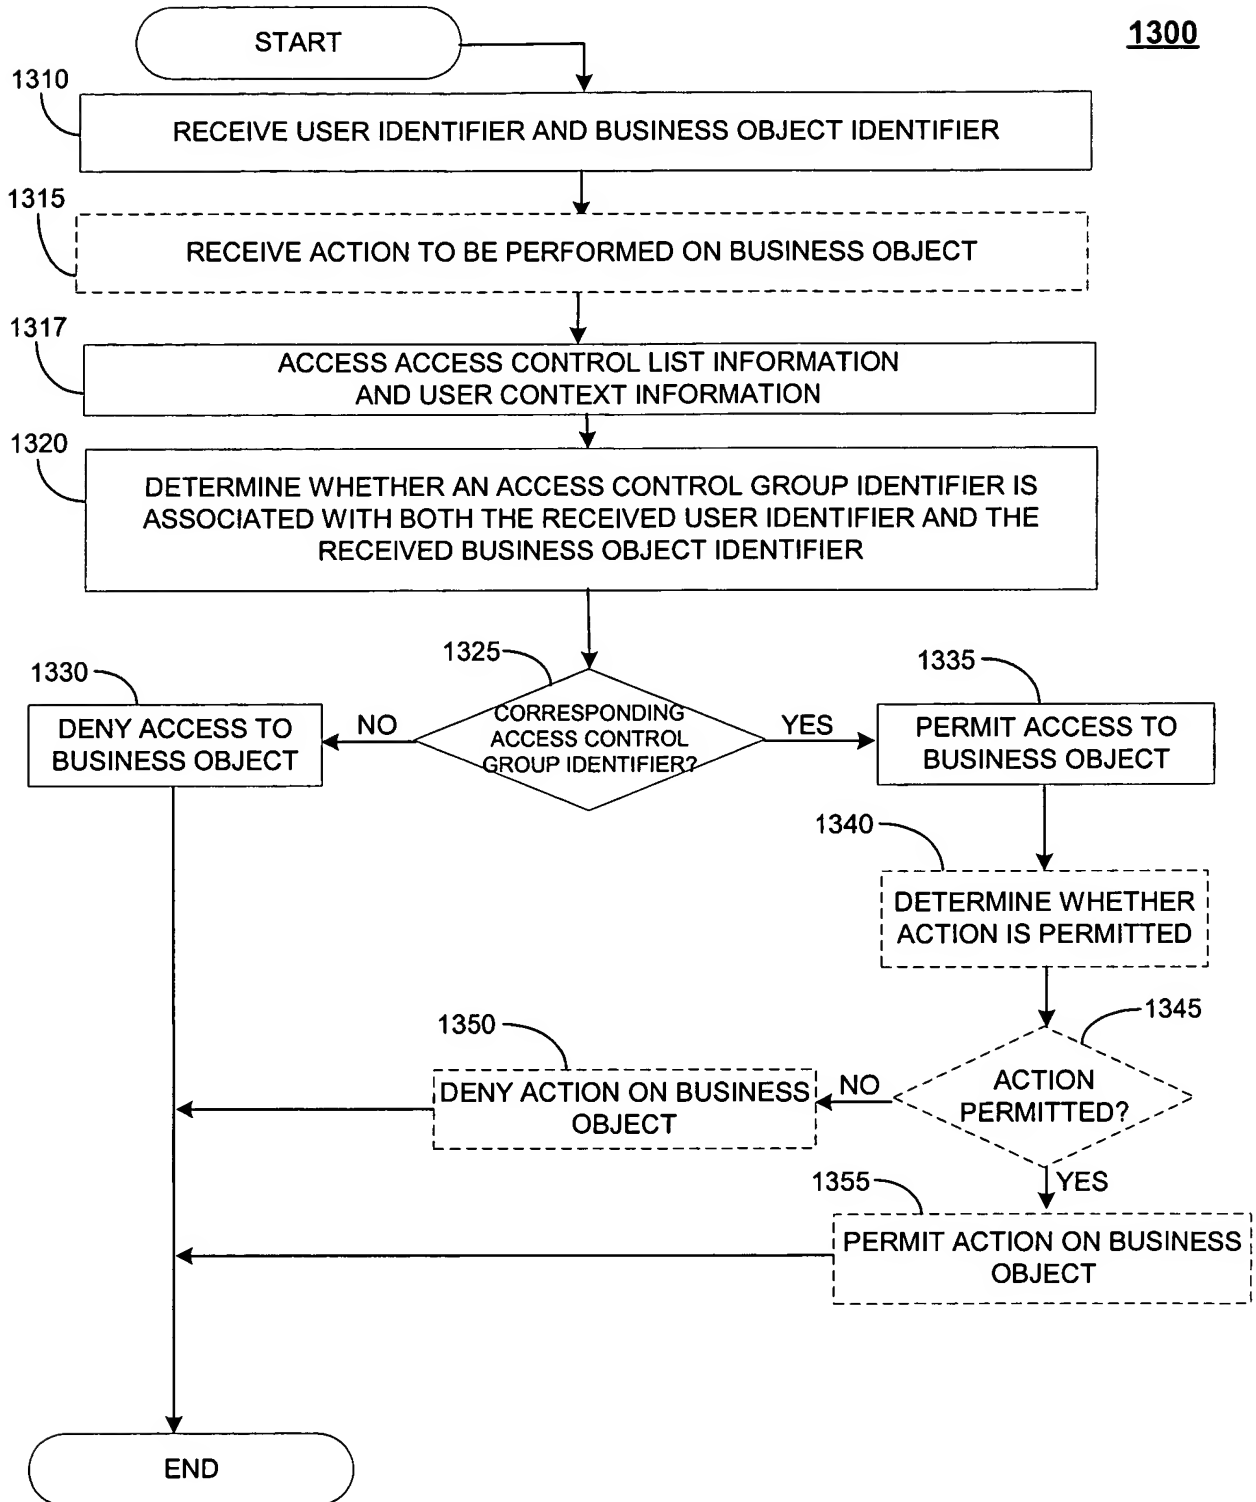 START
1300
1310
RECEIVE USER IDENTIFIER AND BUSINESS OBJECT IDENTIFIER
1315
RECEIVE ACTION TO BE PERFORMED ON BUSINESS OBJECT
1317
ACCESS ACCESS CONTROL LIST INFORMATION
AND USER CONTEXT INFORMATION
1320
DETERMINE WHETHER AN ACCESS CONTROL GROUP IDENTIFIER IS
ASSOCIATED WITH BOTH THE RECEIVED USER IDENTIFIER AND THE
RECEIVED BUSINESS OBJECT IDENTIFIER
1325
CORRESPONDING
ACCESS CONTROL
GROUP IDENTIFIER?
NO
YES
1330
DENY ACCESS TO
BUSINESS OBJECT
1335
PERMIT ACCESS TO
BUSINESS OBJECT
1340
DETERMINE WHETHER
ACTION IS PERMITTED
1345
ACTION
PERMITTED?
NO
YES
1350
DENY ACTION ON BUSINESS
OBJECT
1355
PERMIT ACTION ON BUSINESS
OBJECT
END